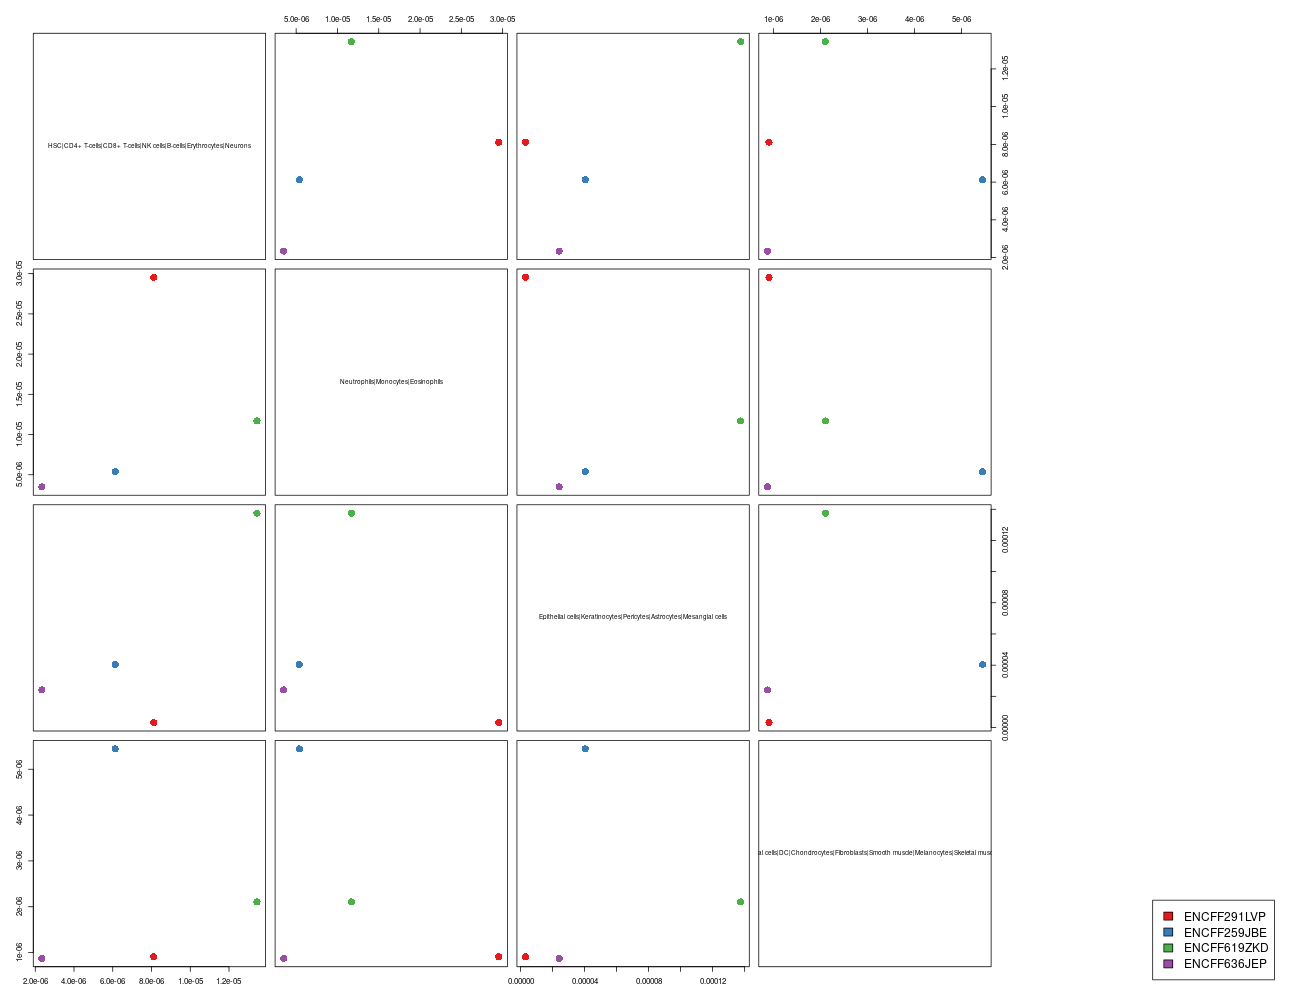 5.0e-06 1.0e-05 1.5e-05 2.0e-05 2.5e-05 3.0e-05
1e-06 2e-06 3e-06 4e-06 5e-06
HSC|CD4+ T-cells|CD8+ T-cells|NK cells|B-cells|Erythrocytes|Neurons
2.0e-06 4.0e-06 6.0e-06 8.0e-06 1.0e-05 1.2e-05
5.0e-06 1.0e-05 1.5e-05 2.0e-05 2.5e-05 3.0e-05
Neutrophils|Monocytes|Eosinophils
Epithelial cells|Keratinocytes|Pericytes|Astrocytes|Mesangial cells
0.00000 0.00004 0.00008 0.00012
1e-06 2e-06 3e-06 4e-06 5e-06
al cells|DC|Chondrocytes|Fibroblasts|Smooth muscle|Melanocytes|Skeletal musc
2.0e-06 4.0e-06 6.0e-06 8.0e-06 1.0e-05 1.2e-05
0.00000 0.00004 0.00008 0.00012
ENCFF291LVP
ENCFF259JBE
ENCFF619ZKD
ENCFF636JEP